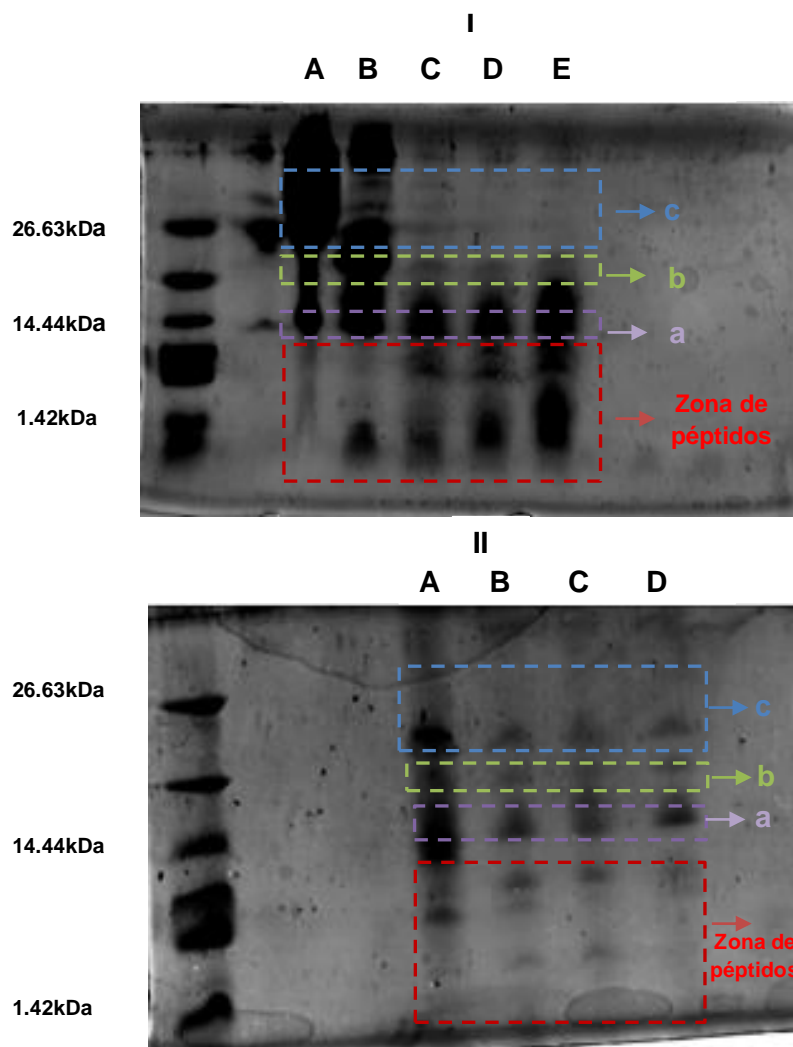 I
A B C D E
c
26.63kDa
b
14.44kDa
a
Zona de
péptidos
1.42kDa
II
A B C D
26.63kDa
c
b
a
14.44kDa
Zona de
péptidos
1.42kDa